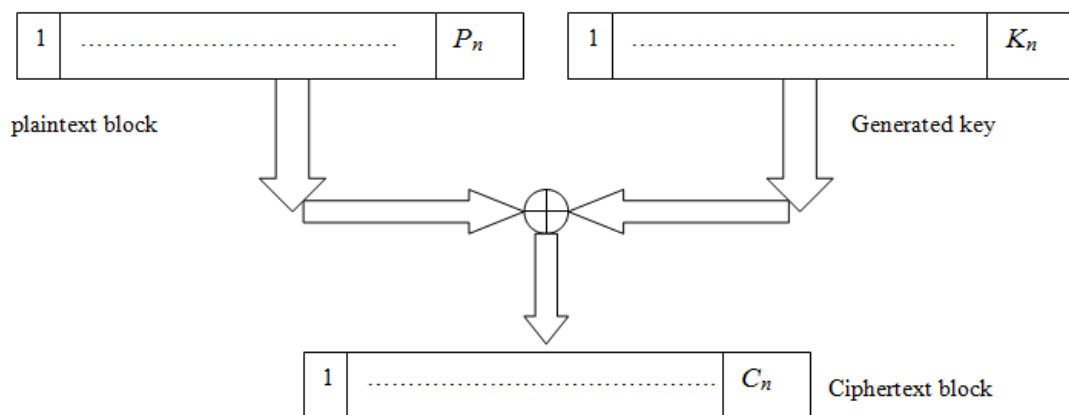 1 ........................................ Pₙ 1 ........................................ Kₙ
plaintext block Generated key
1 ........................................... Cₙ
Ciphertext block